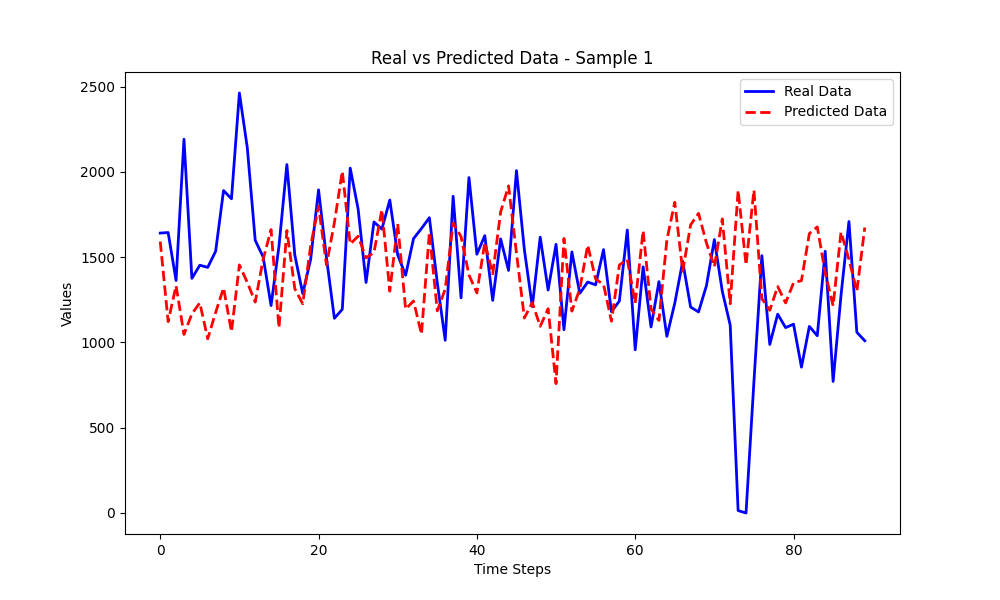 Real vs Predicted Data - Sample 1
Real Data
Predicted Data
2500
2000
1500
1000
500
0
Values
0 20 40 60 80
Time Steps